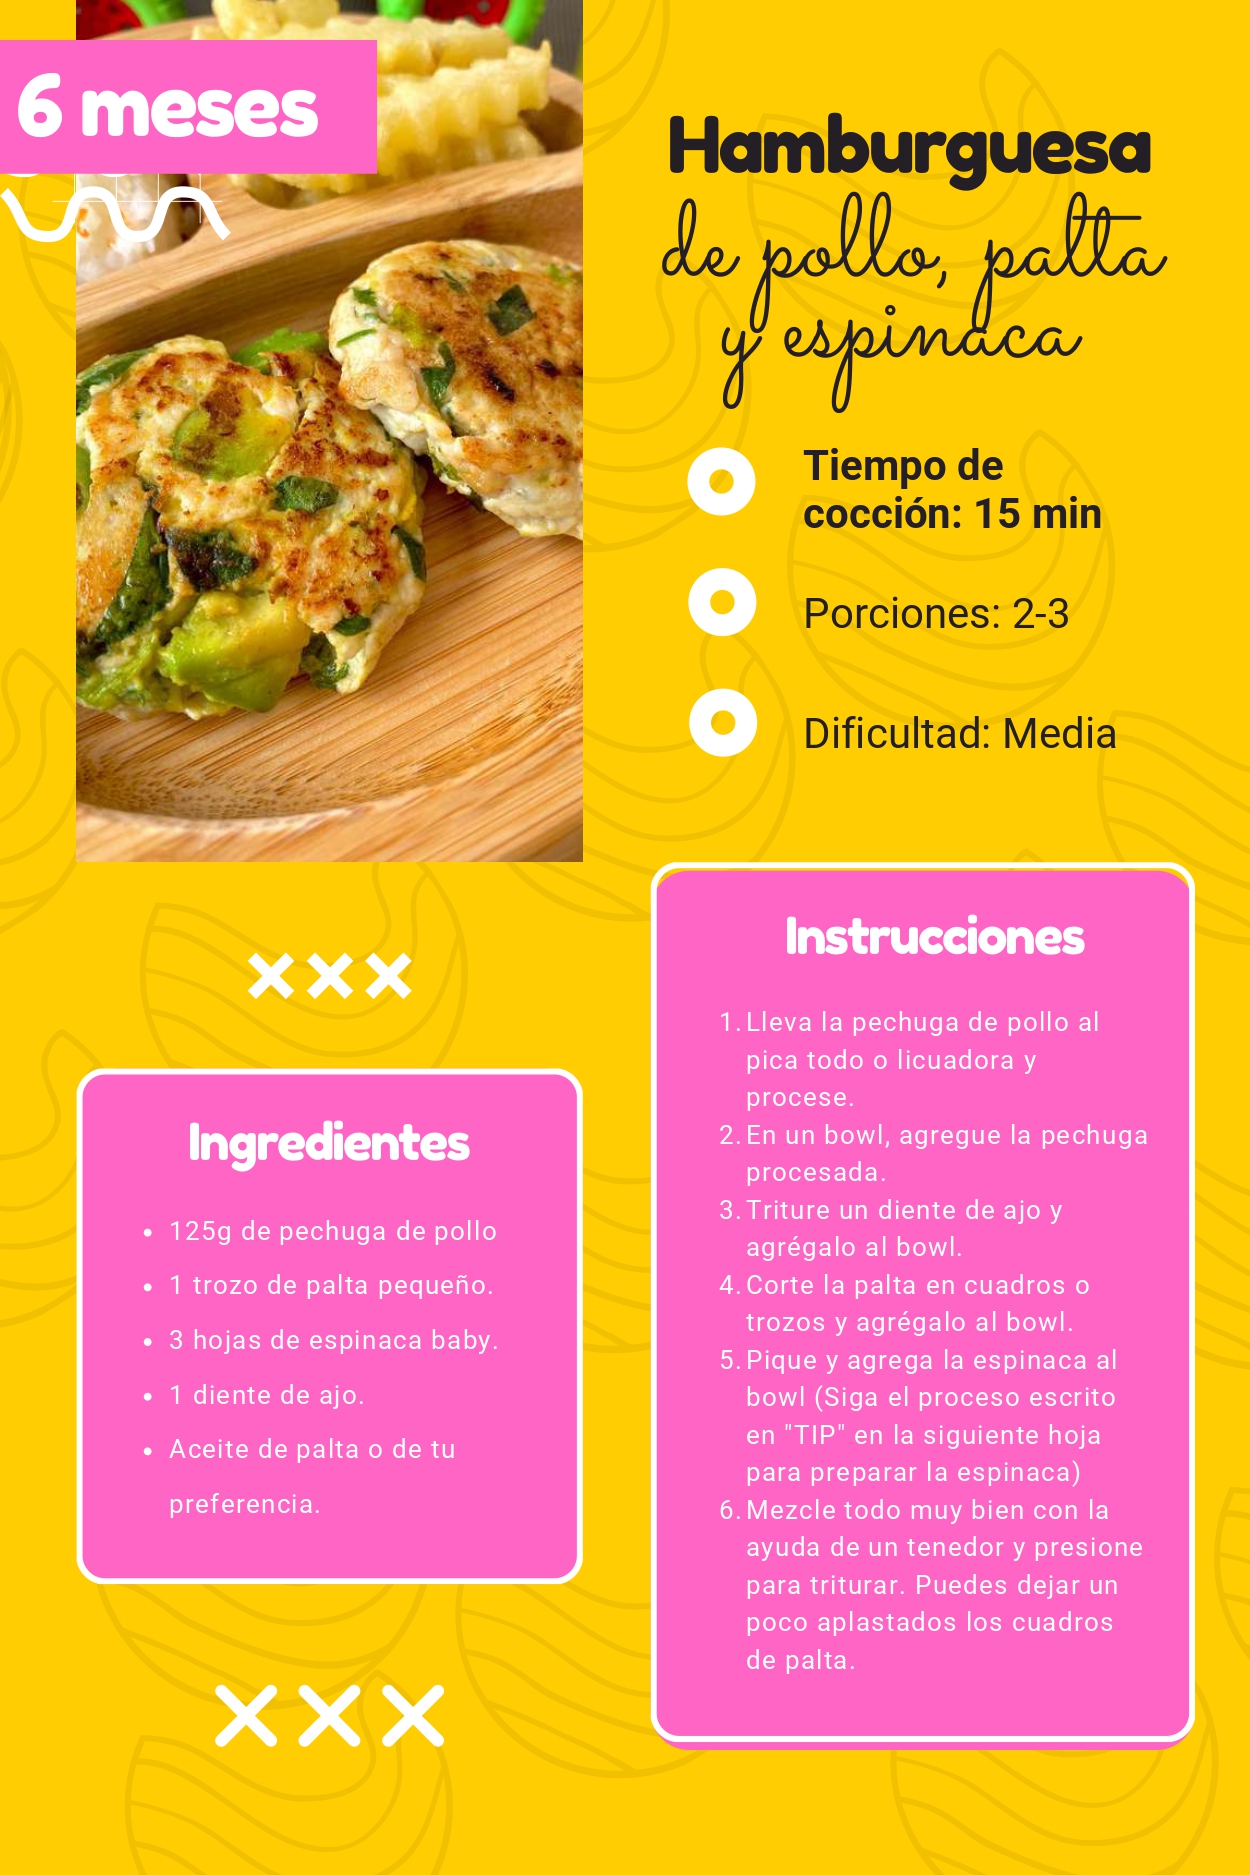 6 meses
Hamburguesa
de pollo, palta
y espinaca
Tiempo de
cocción: 15 min
Porciones: 2-3
Dificultad: Media
Ingredientes
• 125g de pechuga de pollo
• 1 trozo de palta pequeño.
• 3 hojas de espinaca baby.
• 1 diente de ajo.
• Aceite de palta o de tu
preferencia.
Instrucciones
1. Lleva la pechuga de pollo al
pica todo o licuadora y
procese.
2. En un bowl, agregue la pechuga
procesada.
3. Triture un diente de ajo y
agrégalo al bowl.
4. Corte la palta en cuadros o
trozos y agrégalo al bowl.
5. Pique y agrega la espinaca al
bowl (Siga el proceso escrito
en "TIP" en la siguiente hoja
para preparar la espinaca)
6. Mezcle todo muy bien con la
ayuda de un tenedor y presione
para triturar. Puedes dejar un
poco aplastados los cuadros
de palta.